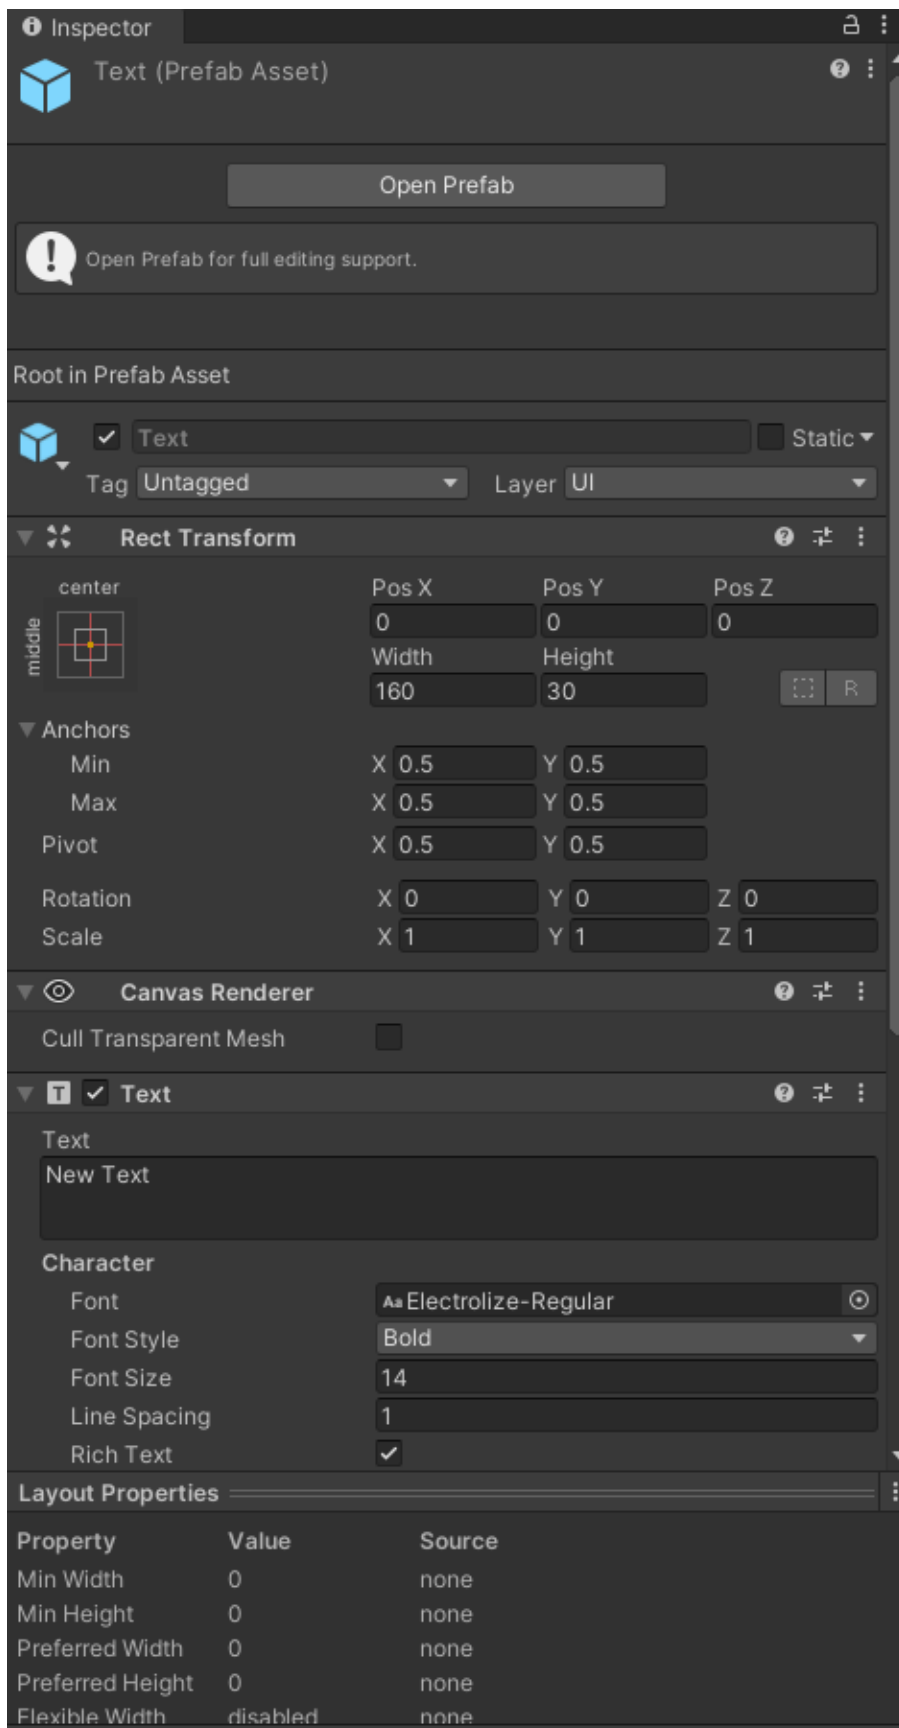 Inspector
Text (Prefab Asset)
Open Prefab
Open Prefab for full editing support.
Root in Prefab Asset
Text Static
Tag Untagged Layer UI
Rect Transform
center
middle
Pos X Pos Y Pos Z
0 0 0
Width Height
160 30 R
Anchors
Min X 0.5 Y 0.5
Max X 0.5 Y 0.5
Pivot X 0.5 Y 0.5
Rotation X 0 Y 0 Z 0
Scale X 1 Y 1 Z 1
Canvas Renderer
Cull Transparent Mesh
T Text
Text
New Text
Character
Font Aa Electrolize-Regular
Font Style Bold
Font Size 14
Line Spacing 1
Rich Text
Layout Properties
Property Value Source
Min Width 0 none
Min Height 0 none
Preferred Width 0 none
Preferred Height 0 none
Flexible Width disabled none